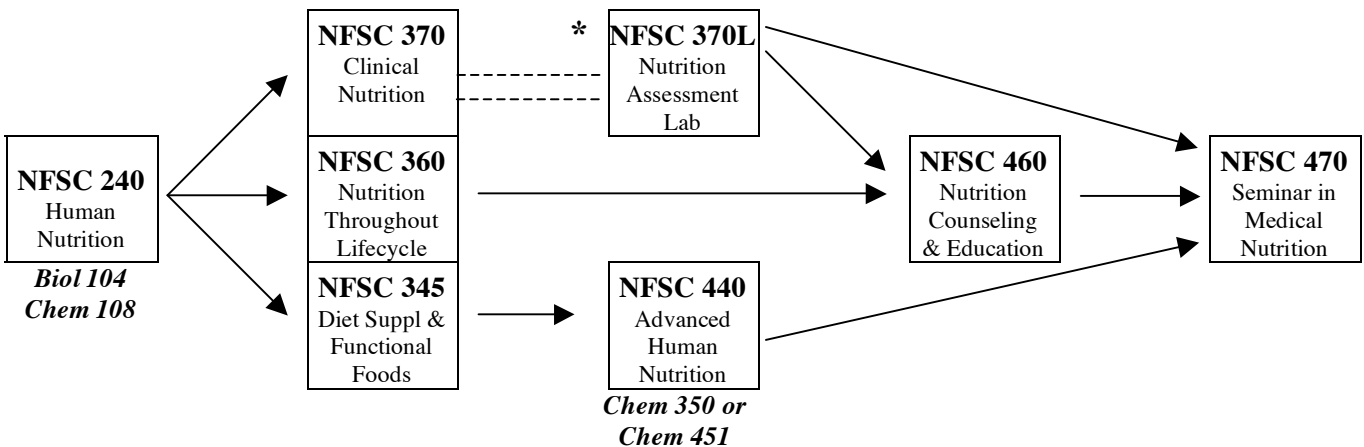 NFSC 240
Human
Nutrition
Biol 104
Chem 108
NFSC 370
Clinical
Nutrition
NFSC 360
Nutrition
Throughout
Lifecycle
NFSC 345
Diet Suppl &
Functional
Foods
*
NFSC 370L
Nutrition
Assessment
Lab
NFSC 440
Advanced
Human
Nutrition
Chem 350 or
Chem 451
NFSC 460
Nutrition
Counseling
& Education
NFSC 470
Seminar in
Medical
Nutrition